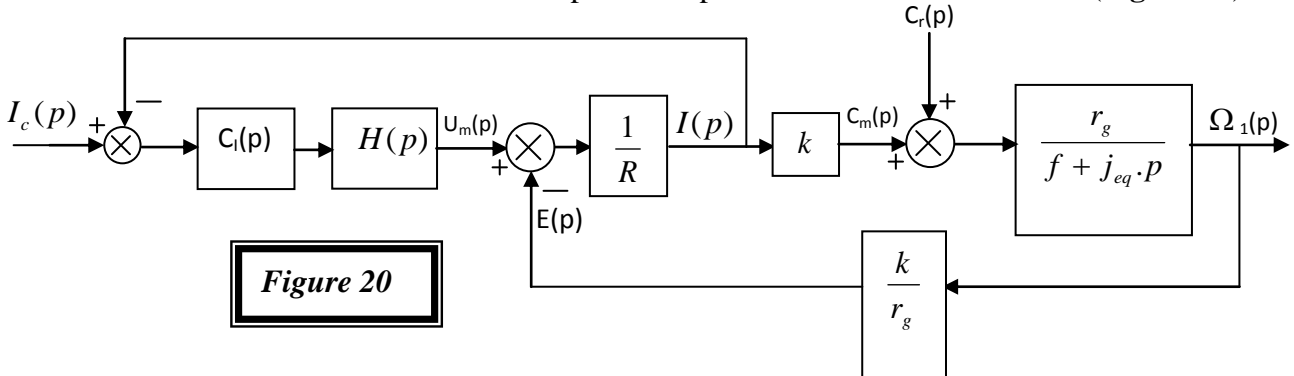 C_r(p)
I_c(p)
+
—
C_I(p)
H(p)
U_m(p)
+
—
E(p)
1
R
I(p)
k
C_m(p)
+
+
r_g
f + j_eq.p
Ω_1(p)
k
r_g
Figure 20